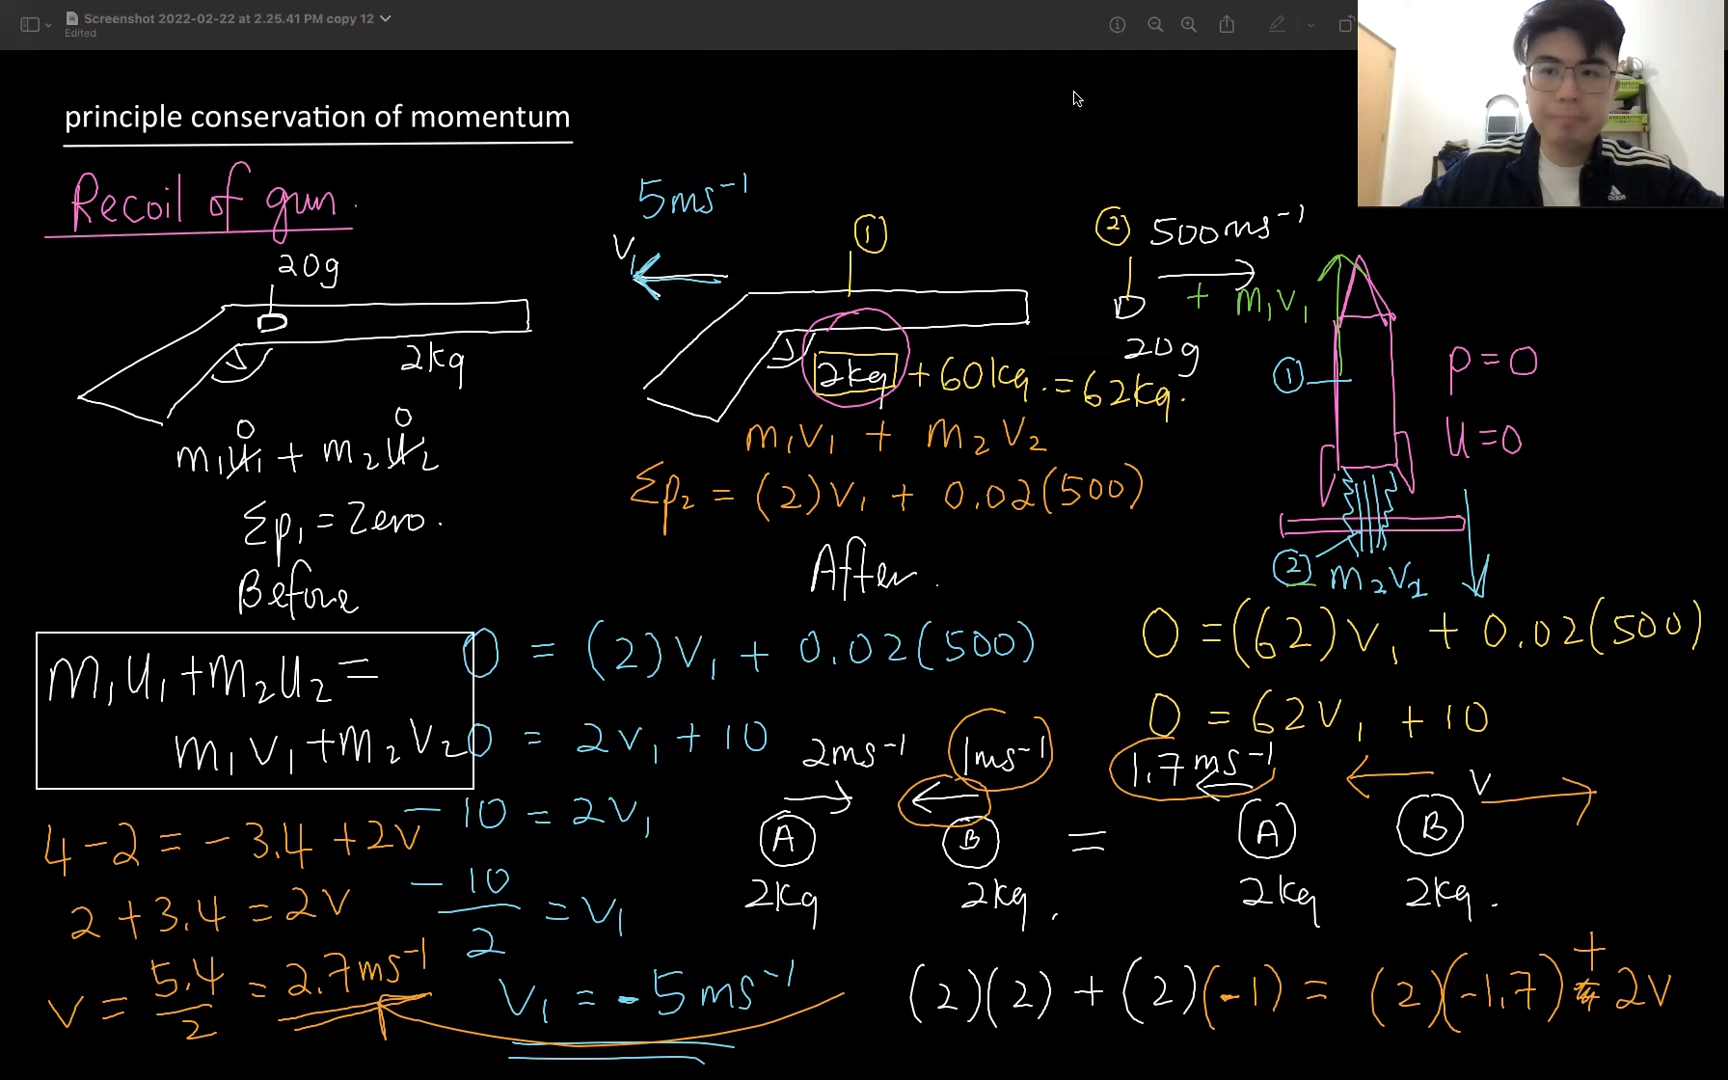 Screenshot 2022-02-22 at 2.25.41 PM copy 12
Edited
principle conservation of momentum
Recoil of gun.
20g
2kg
m₁u₁ + m₂u₂
0 0
Σp₁ = Zero.
Before
m₁u₁ + m₂u₂ =
m₁v₁ + m₂v₂
5ms⁻¹
v₁
①
2kg + 60kg. = 62kg.
m₁v₁ + m₂v₂
Σp₂ = (2)v₁ + 0.02(500)
After.
② 500ms⁻¹
+ m₁v₁
20g
①
p = 0
u = 0
② m₂v₂
0 = (2)v₁ + 0.02(500)
0 = 2v₁ + 10
-10 = 2v₁
-10/2 = v₁
v₁ = -5ms⁻¹
0 = (62)v₁ + 0.02(500)
0 = 62v₁ + 10
2ms⁻¹ 1ms⁻¹ 1.7ms⁻¹ v
A B = A B
2kg 2kg. 2kg 2kg.
(2)(2) + (2)(-1) = (2)(-1.7) + 2v
4-2 = -3.4 + 2v
2 + 3.4 = 2v
v = 5.4/2 = 2.7ms⁻¹